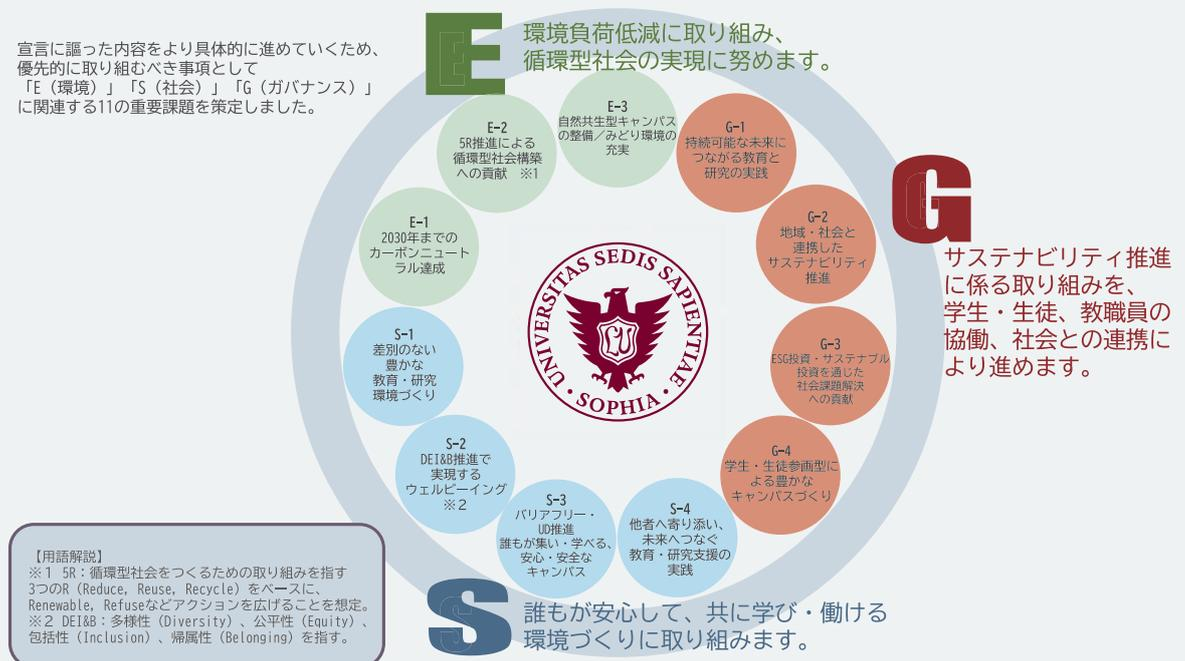 宣言に謳った内容をより具体的に進めていくため、
優先的に取り組むべき事項として
「E（環境）」「S（社会）」「G（ガバナンス）」
に関連する11の重要課題を策定しました。
E
環境負荷低減に取り組み、
循環型社会の実現に努めます。
E-1
2030年までの
カーボンニュート
ラル達成
E-2
5R推進による
循環型社会構築
への貢献　※1
E-3
自然共生型キャンパス
の整備／みどり環境の
充実
G
サステナビリティ推進
に係る取り組みを、
学生・生徒、教職員の
協働、社会との連携に
より進めます。
G-1
持続可能な未来に
つながる教育と
研究の実践
G-2
地域・社会と
連携した
サステナビリティ
推進
G-3
ESG投資・サステナブル
投資を通じた
社会課題解決
への貢献
G-4
学生・生徒参画型に
よる豊かな
キャンパスづくり
S-1
差別のない
豊かな
教育・研究
環境づくり
S-2
DEI&B推進で
実現する
ウェルビーイング
※２
S-3
バリアフリー・
UD推進
誰もが集い・学べる、
安心・安全な
キャンパス
S-4
他者へ寄り添い、
未来へつなぐ
教育・研究支援の
実践
S
誰もが安心して、共に学び・働ける
環境づくりに取り組みます。
UNIVERSITAS SEDIS SAPIENTIAE
CU
・SOPHIA・
【用語解説】
※１ 5R：循環型社会をつくるための取り組みを指す
3つのR（Reduce, Reuse, Recycle）をベースに、
Renewable, Refuseなどアクションを広げることを想定。
※２ DEI&B：多様性（Diversity）、公平性（Equity）、
包括性（Inclusion）、帰属性（Belonging）を指す。